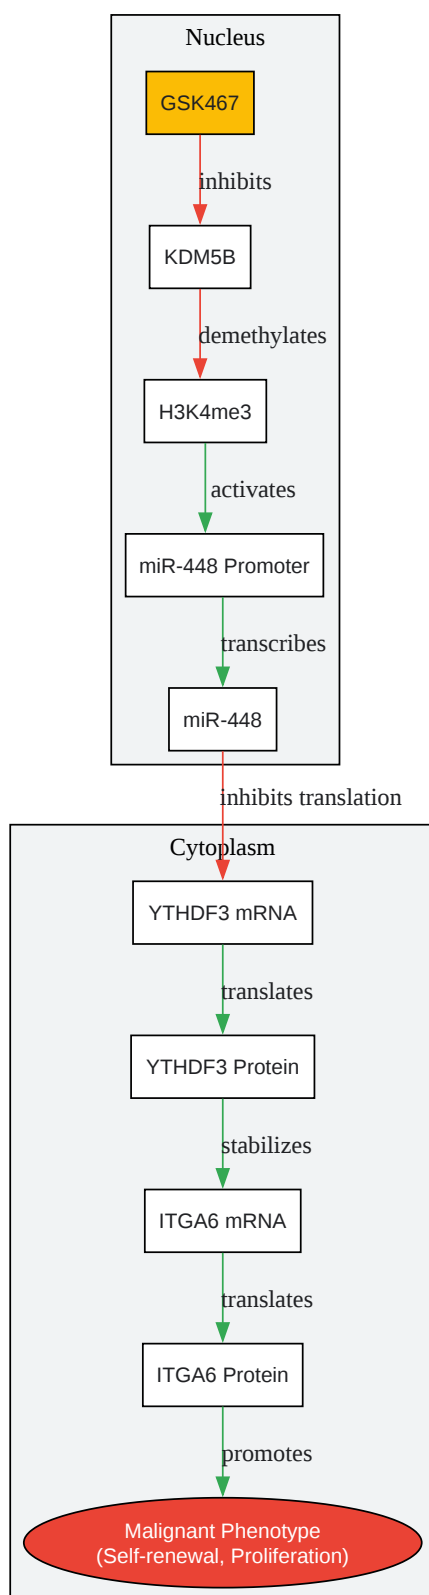 Nucleus
GSK467
inhibits
KDM5B
demethylates
H3K4me3
activates
miR-448 Promoter
transcribes
miR-448
inhibits translation
Cytoplasm
YTHDF3 mRNA
translates
YTHDF3 Protein
stabilizes
ITGA6 mRNA
translates
ITGA6 Protein
promotes
Malignant Phenotype
(Self-renewal, Proliferation)